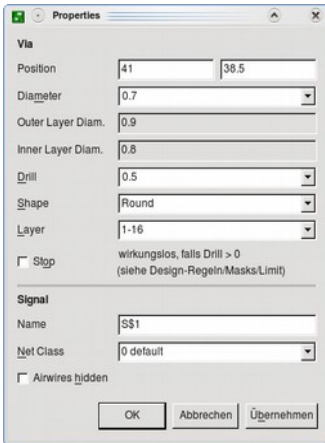 Properties
Via
Position 41 38.5
Diameter 0.7
Outer Layer Diam. 0.9
Inner Layer Diam. 0.8
Drill 0.5
Shape Round
Layer 1-16
Stop wirkungslos, falls Drill > 0
(siehe Design-Regeln/Masks/Limit)
Signal
Name S$1
Net Class 0 default
Airwires hidden
OK Abbrechen Übernehmen